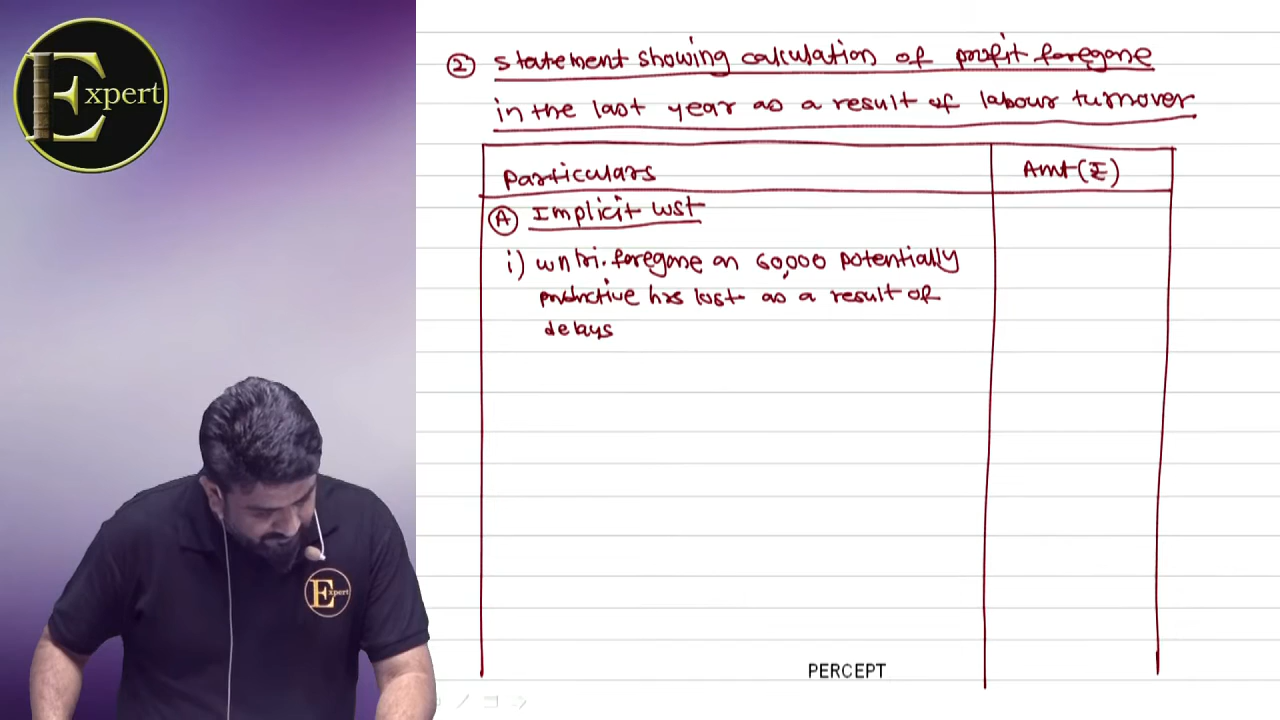 Expert
② statement showing calculation of profit foregone
in the last year as a result of labour turnover
Particulars
Amt (₹)
Ⓐ Implicit cost
i) contri. foregone on 60,000 potentially
productive hrs lost as a result of
delays
Expert
PERCEPT